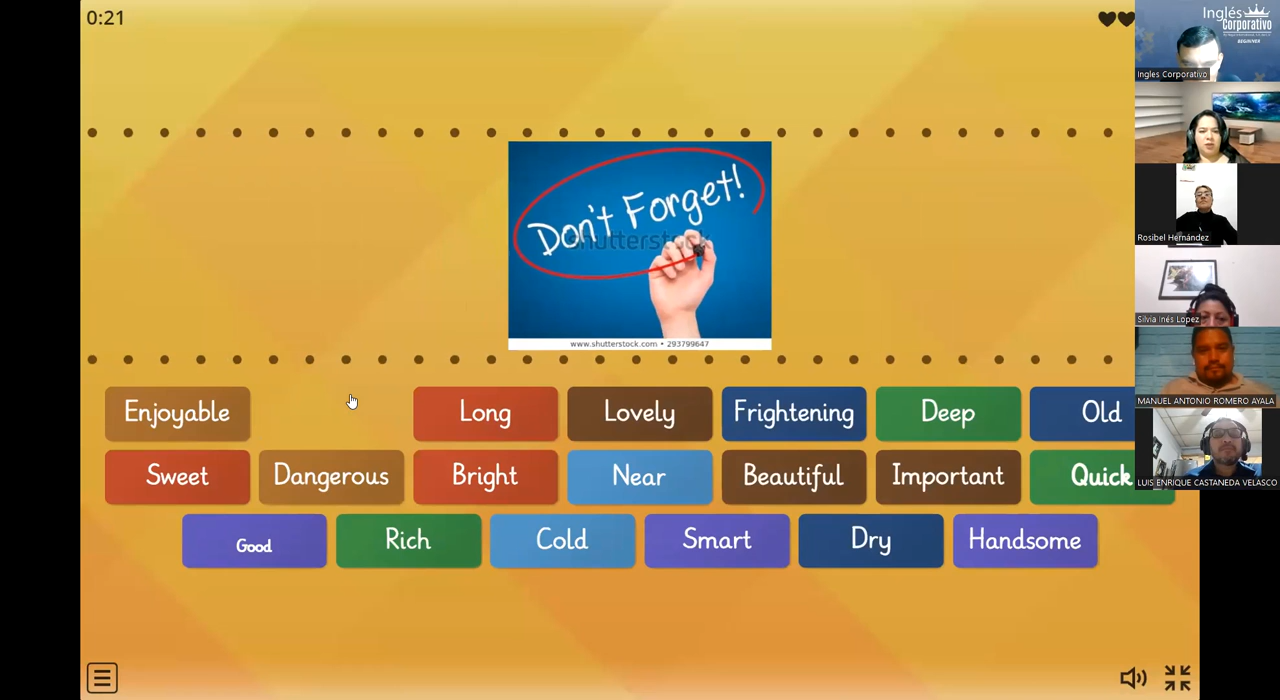 0:21
Inglés
Corporativo
BEGINNER
Ingles Corporativo
Don't Forget!
shutterstock
www.shutterstock.com • 293799647
Rosibel Hernández
Silvia Inés Lopez
MANUEL ANTONIO ROMERO AYALA
LUIS ENRIQUE CASTANEDA VELASCO
Enjoyable Long Lovely Frightening Deep Old
Sweet Dangerous Bright Near Beautiful Important Quick
Good Rich Cold Smart Dry Handsome